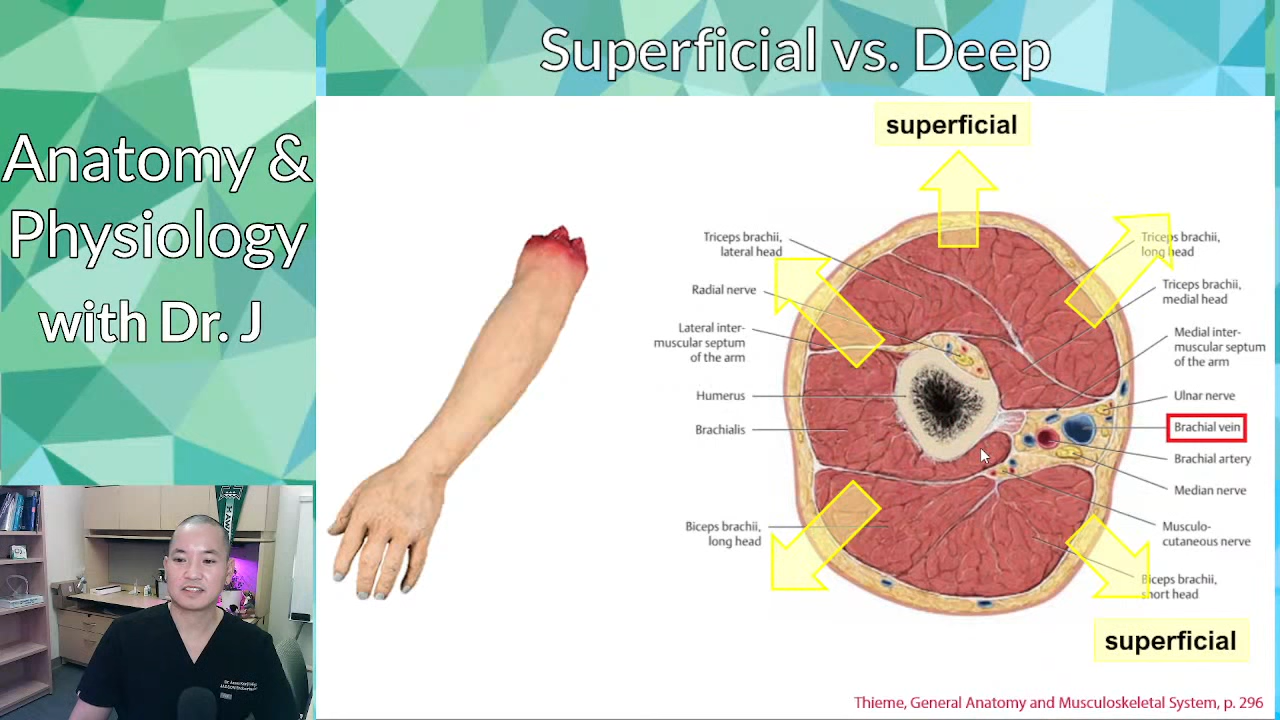 Anatomy &
Physiology
with Dr. J
Superficial vs. Deep
superficial
Triceps brachii,
lateral head
Radial nerve
Lateral inter-
muscular septum
of the arm
Humerus
Brachialis
Biceps brachii,
long head
Triceps brachii,
long head
Triceps brachii,
medial head
Medial inter-
muscular septum
of the arm
Ulnar nerve
Brachial vein
Brachial artery
Median nerve
Musculo-
cutaneous nerve
Biceps brachii,
short head
superficial
Thieme, General Anatomy and Musculoskeletal System, p. 296